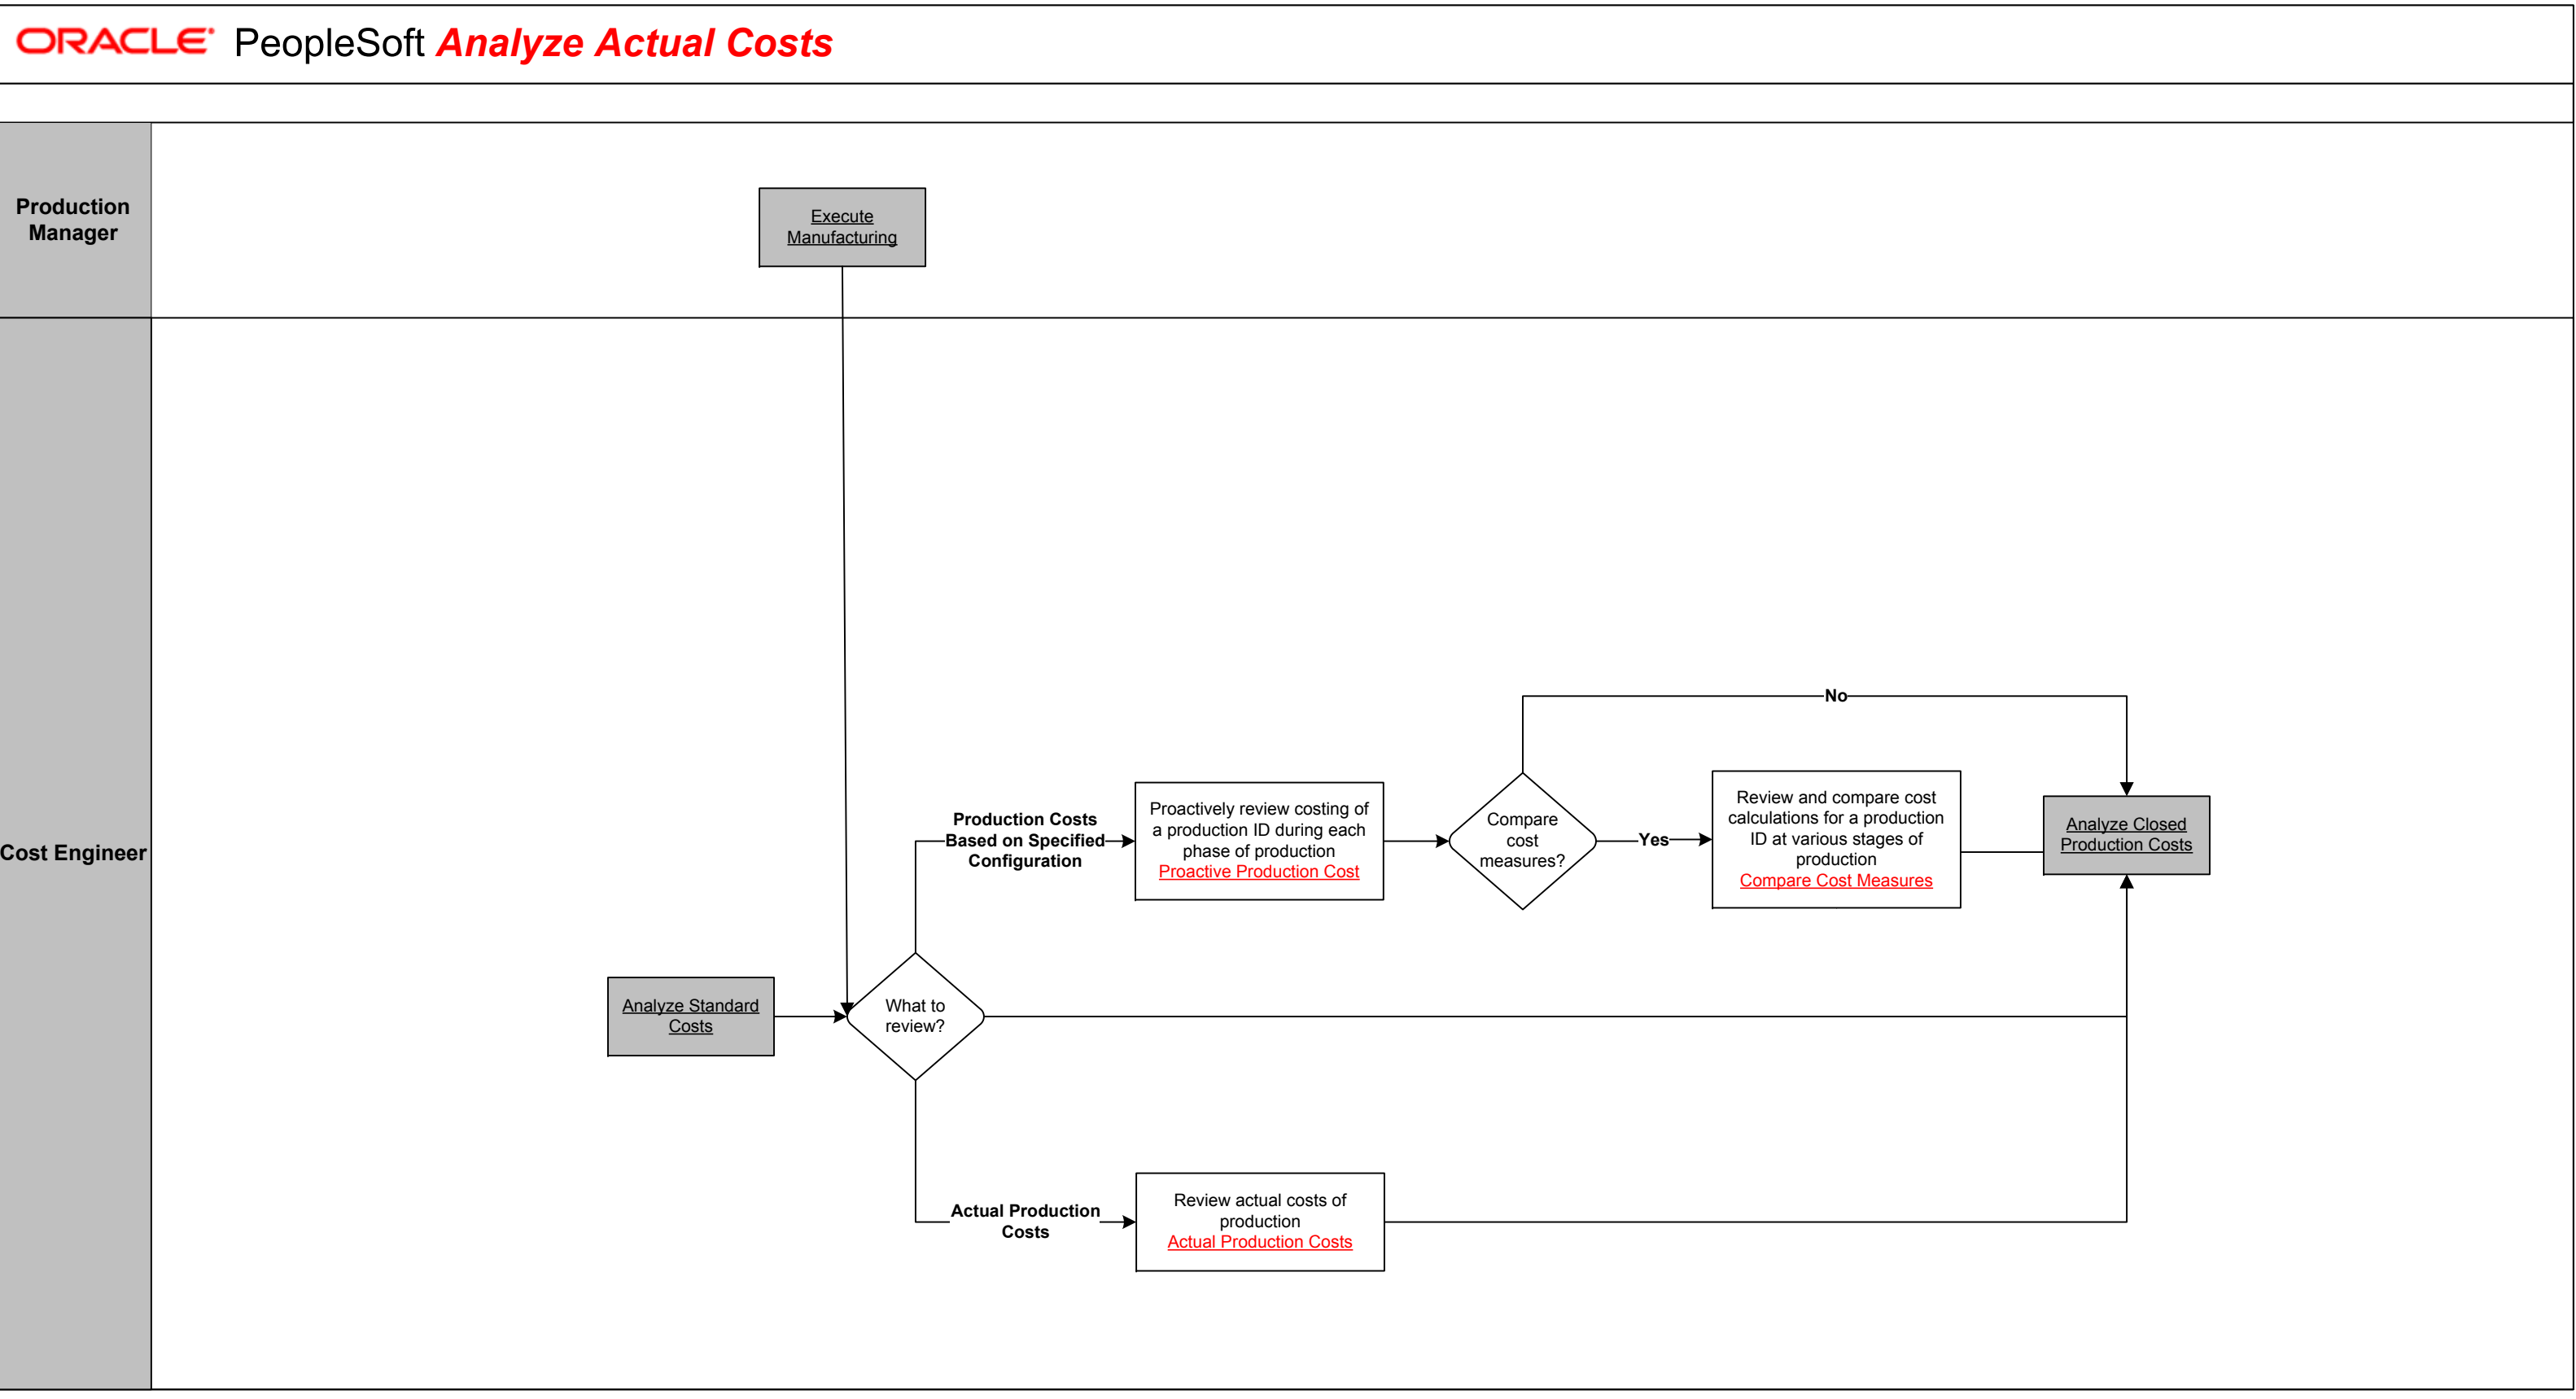 ORACLE PeopleSoft Analyze Actual Costs
Production
Manager
Execute
Manufacturing
Cost Engineer
No
Production Costs
Based on Specified
Configuration
Proactively review costing of
a production ID during each
phase of production
Proactive Production Cost
Compare
cost
measures?
Yes
Review and compare cost
calculations for a production
ID at various stages of
production
Compare Cost Measures
Analyze Closed
Production Costs
Analyze Standard
Costs
What to
review?
Actual Production
Costs
Review actual costs of
production
Actual Production Costs